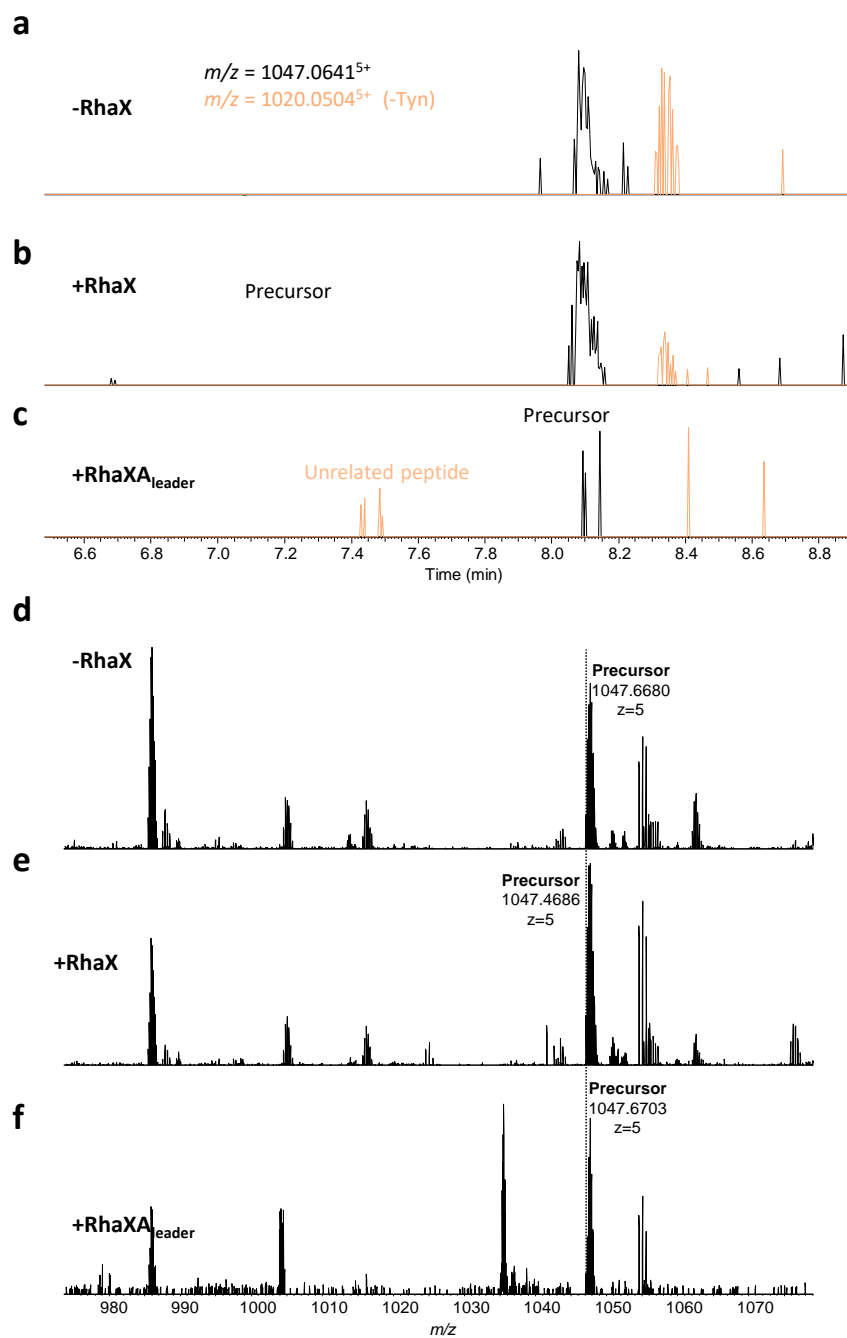 a
-RhaX
m/z = 1047.0641⁵⁺
m/z = 1020.0504⁵⁺ (-Tyn)
b
+RhaX
Precursor
c
Precursor
+RhaXA_leader
Unrelated peptide
6.6 6.8 7.0 7.2 7.4 7.6 7.8 8.0 8.2 8.4 8.6 8.8
Time (min)
d
-RhaX
Precursor
1047.6680
z=5
e
Precursor
1047.4686
z=5
+RhaX
f
Precursor
1047.6703
z=5
+RhaXA_leader
980 990 1000 1010 1020 1030 1040 1050 1060 1070
m/z